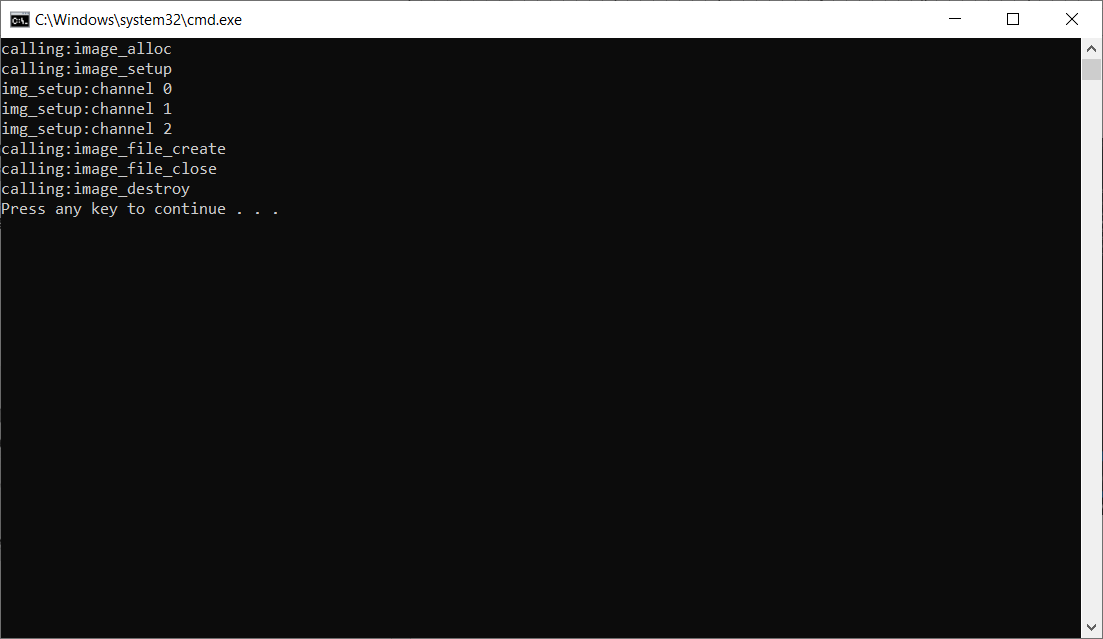 C:\Windows\system32\cmd.exe
calling:image_alloc
calling:image_setup
img_setup:channel 0
img_setup:channel 1
img_setup:channel 2
calling:image_file_create
calling:image_file_close
calling:image_destroy
Press any key to continue . . .